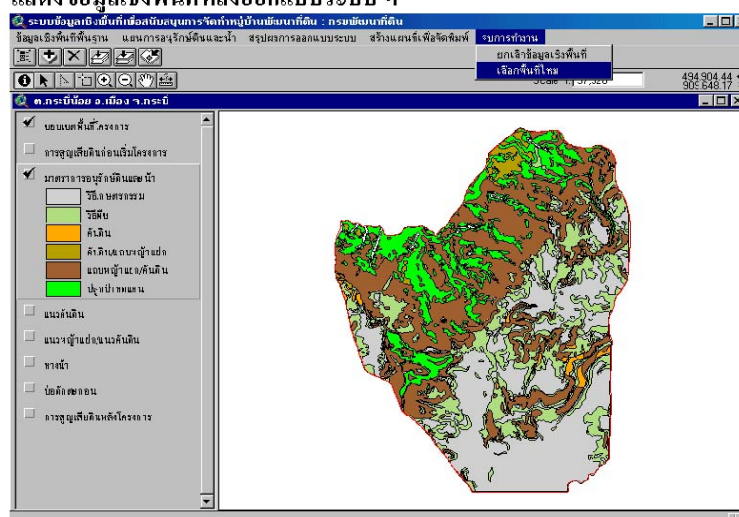 ระบบข้อมูลเชิงพื้นที่เพื่อสนับสนุนการจัดทำหมู่บ้านพัฒนาที่ดิน : กรมพัฒนาที่ดิน
ข้อมูลเชิงพื้นที่พื้นฐาน แผนการอนุรักษ์ดินและน้ำ สรุปผลการออกแบบระบบ สร้างแผนที่เพื่อจัดพิมพ์ จบการทำงาน
ยกเลิกข้อมูลเชิงพื้นที่
เลือกพื้นที่ใหม่
494,904.44
ต.กระบี่น้อย อ.เมือง จ.กระบี่
ขอบเขตพื้นที่โครงการ
การสูญเสียดินก่อนเริ่มโครงการ
มาตราการอนุรักษ์ดินและน้ำ
วิธีเกษตรกรรม
วิธีพืช
คันดิน
คันดิน/แถบหญ้าแฝก
แถบหญ้าแฝก/คันดิน
ปลูกป่าทดแทน
แนวคันดิน
แนวหญ้าแฝก/แนวคันดิน
ทางน้ำ
บ่อดักตะกอน
การสูญเสียดินหลังโครงการ